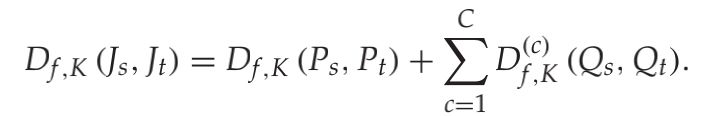 D_{f,K} (J_s, J_t) = D_{f,K} (P_s, P_t) + \sum_{c=1}^{C} D_{f,K}^{(c)} (Q_s, Q_t).